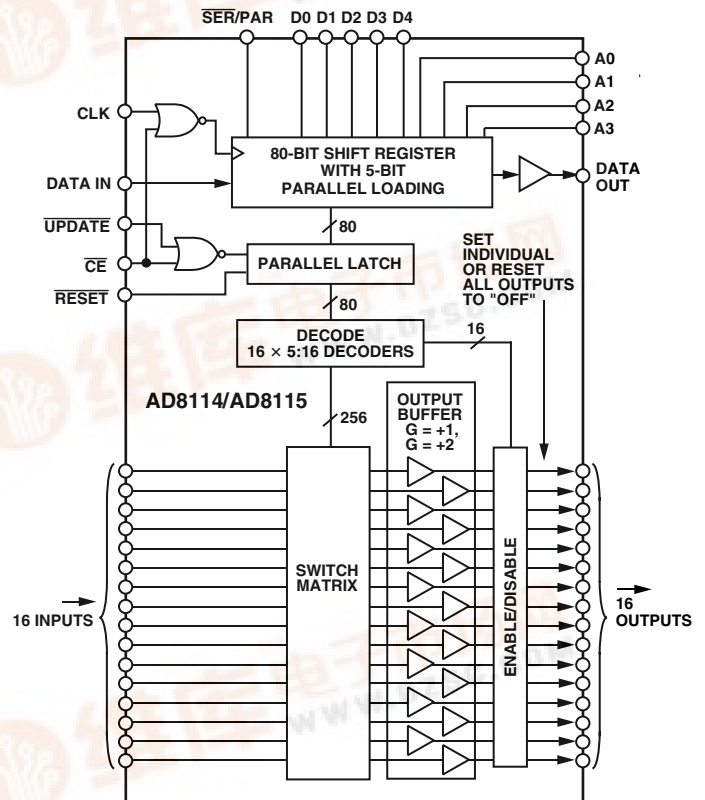 SER/PAR D0 D1 D2 D3 D4
A0
A1
A2
A3
CLK
80-BIT SHIFT REGISTER
WITH 5-BIT
PARALLEL LOADING
DATA IN
DATA
OUT
UPDATE
80
CE
PARALLEL LATCH
RESET
SET
INDIVIDUAL
OR RESET
ALL OUTPUTS
TO "OFF"
80
DECODE
16 × 5:16 DECODERS
16
AD8114/AD8115
256
OUTPUT
BUFFER
G = +1,
G = +2
SWITCH
MATRIX
ENABLE/DISABLE
16 INPUTS
16
OUTPUTS